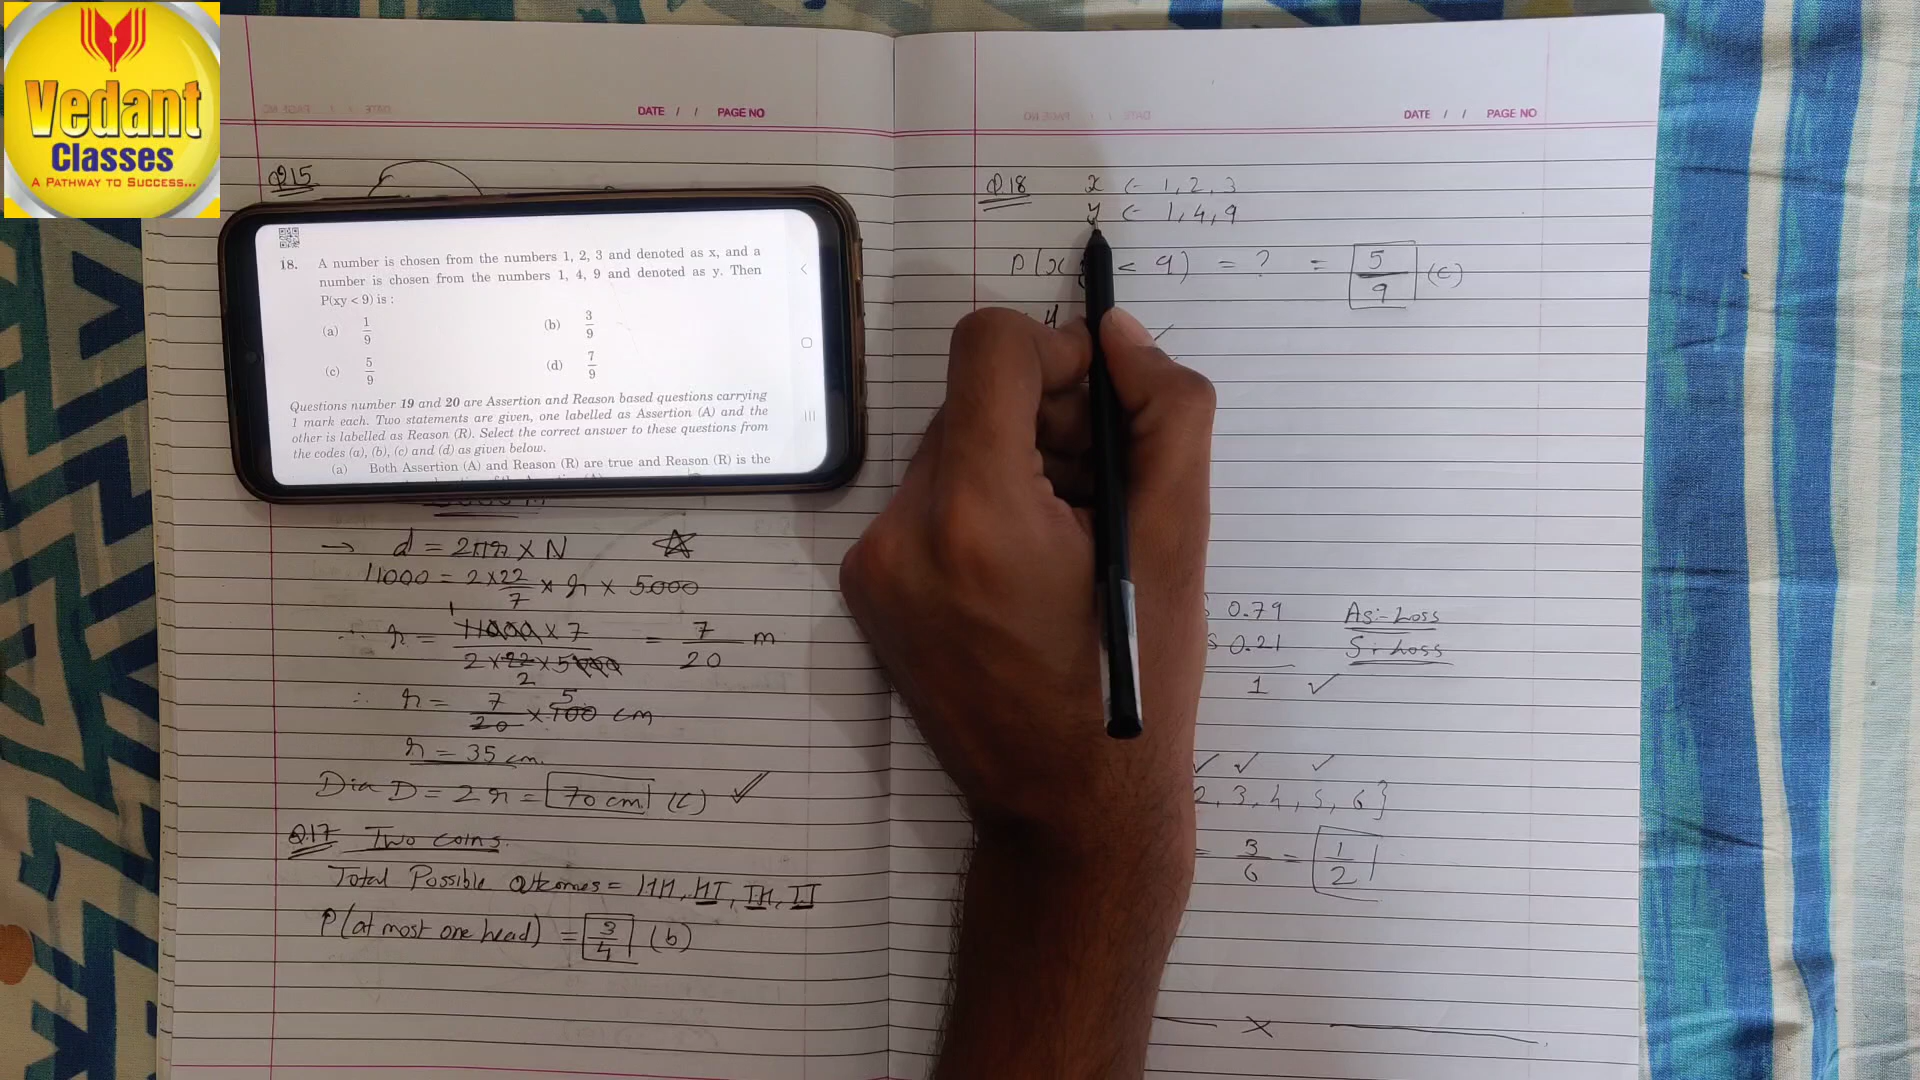 Vedant
Classes
A PATHWAY TO SUCCESS...
DATE / / PAGE NO
Q15
18. A number is chosen from the numbers 1, 2, 3 and denoted as x, and a
number is chosen from the numbers 1, 4, 9 and denoted as y. Then
P(xy < 9) is :
(a) 1/9 (b) 3/9
(c) 5/9 (d) 7/9
Questions number 19 and 20 are Assertion and Reason based questions carrying
1 mark each. Two statements are given, one labelled as Assertion (A) and the
other is labelled as Reason (R). Select the correct answer to these questions from
the codes (a), (b), (c) and (d) as given below.
(a) Both Assertion (A) and Reason (R) are true and Reason (R) is the
→ d = 2πr × N
11000 = 2 × 22/7 × r × 5000
∴ r = 11000 × 7 / 2 × 22 × 5000 = 7/20 m
∴ r = 7/20 × 100 cm
r = 35 cm.
Dia D = 2r = 70 cm (c) ✓
Q.17 Two coins.
Total Possible outcomes = HH, HT, TH, TT
P(at most one head) = 3/4 (b)
DATE / / PAGE NO
Q.18 x ← 1, 2, 3
y ← 1, 4, 9
P(x < 9) = ? = 5/9 (c)
4
0.79 As:- Loss
0.21 S:- Loss
1 ✓
2, 3, 4, 5, 6}
= 3/6 = 1/2
x